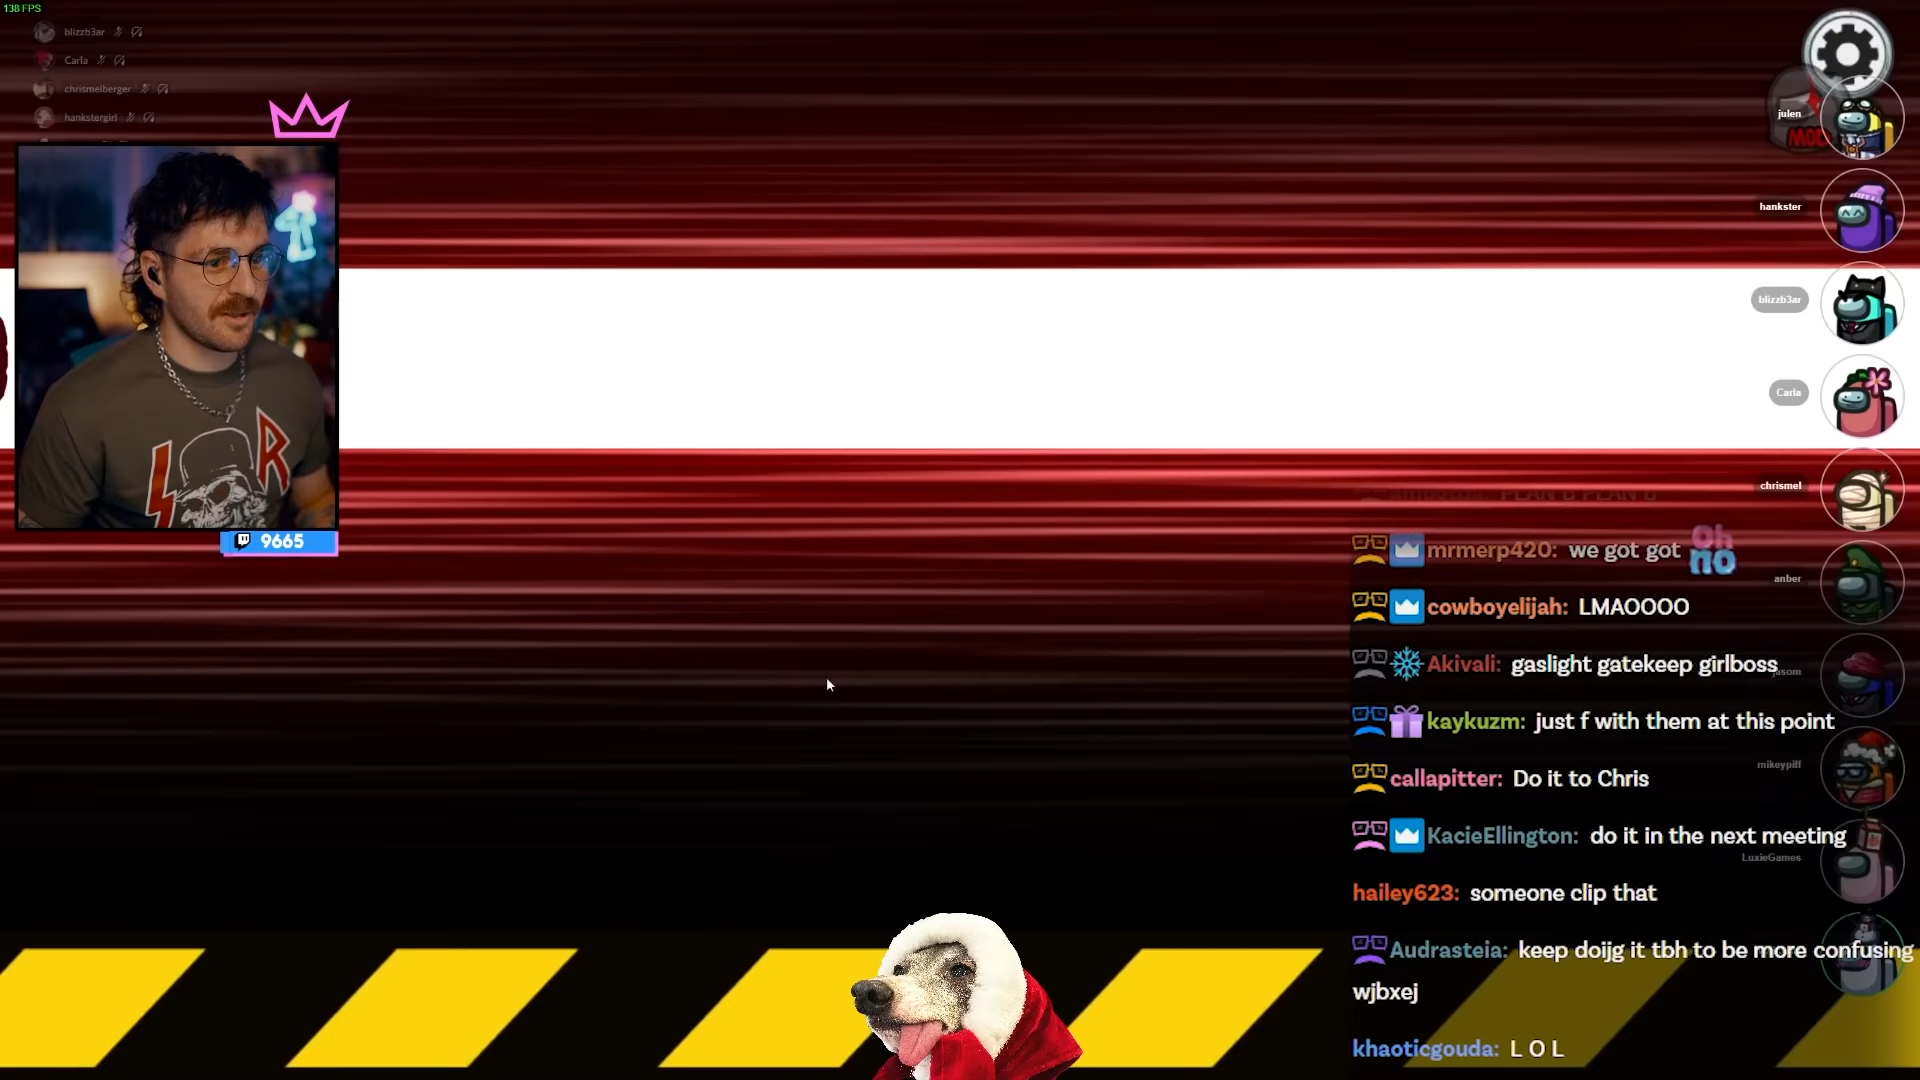 138 FPS
blizzb3ar
Carla
chrismelberger
hankstergirl
julen
MOD
hankster
blizzb3ar
Carla
chrismel
S R
9665
PLAN B PLAN B
mrmerp420: we got got Oh no
anber
cowboyelijah: LMAOOOO
Akivali: gaslight gatekeep girlboss
kaykuzm: just f with them at this point
mikeypiff
callapitter: Do it to Chris
KacieEllington: do it in the next meeting
LuxieGames
hailey623: someone clip that
Audrasteia: keep doijg it tbh to be more confusing
wjbxej
khaoticgouda: L O L